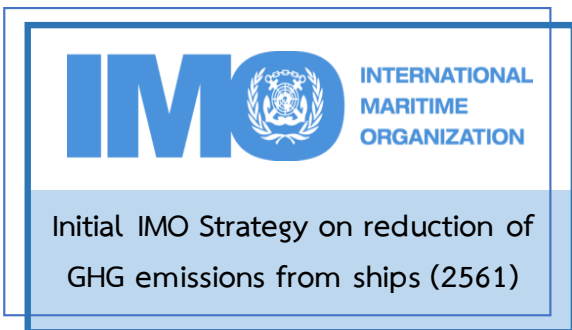 IMO
INTERNATIONAL
MARITIME
ORGANIZATION
Initial IMO Strategy on reduction of
GHG emissions from ships (2561)